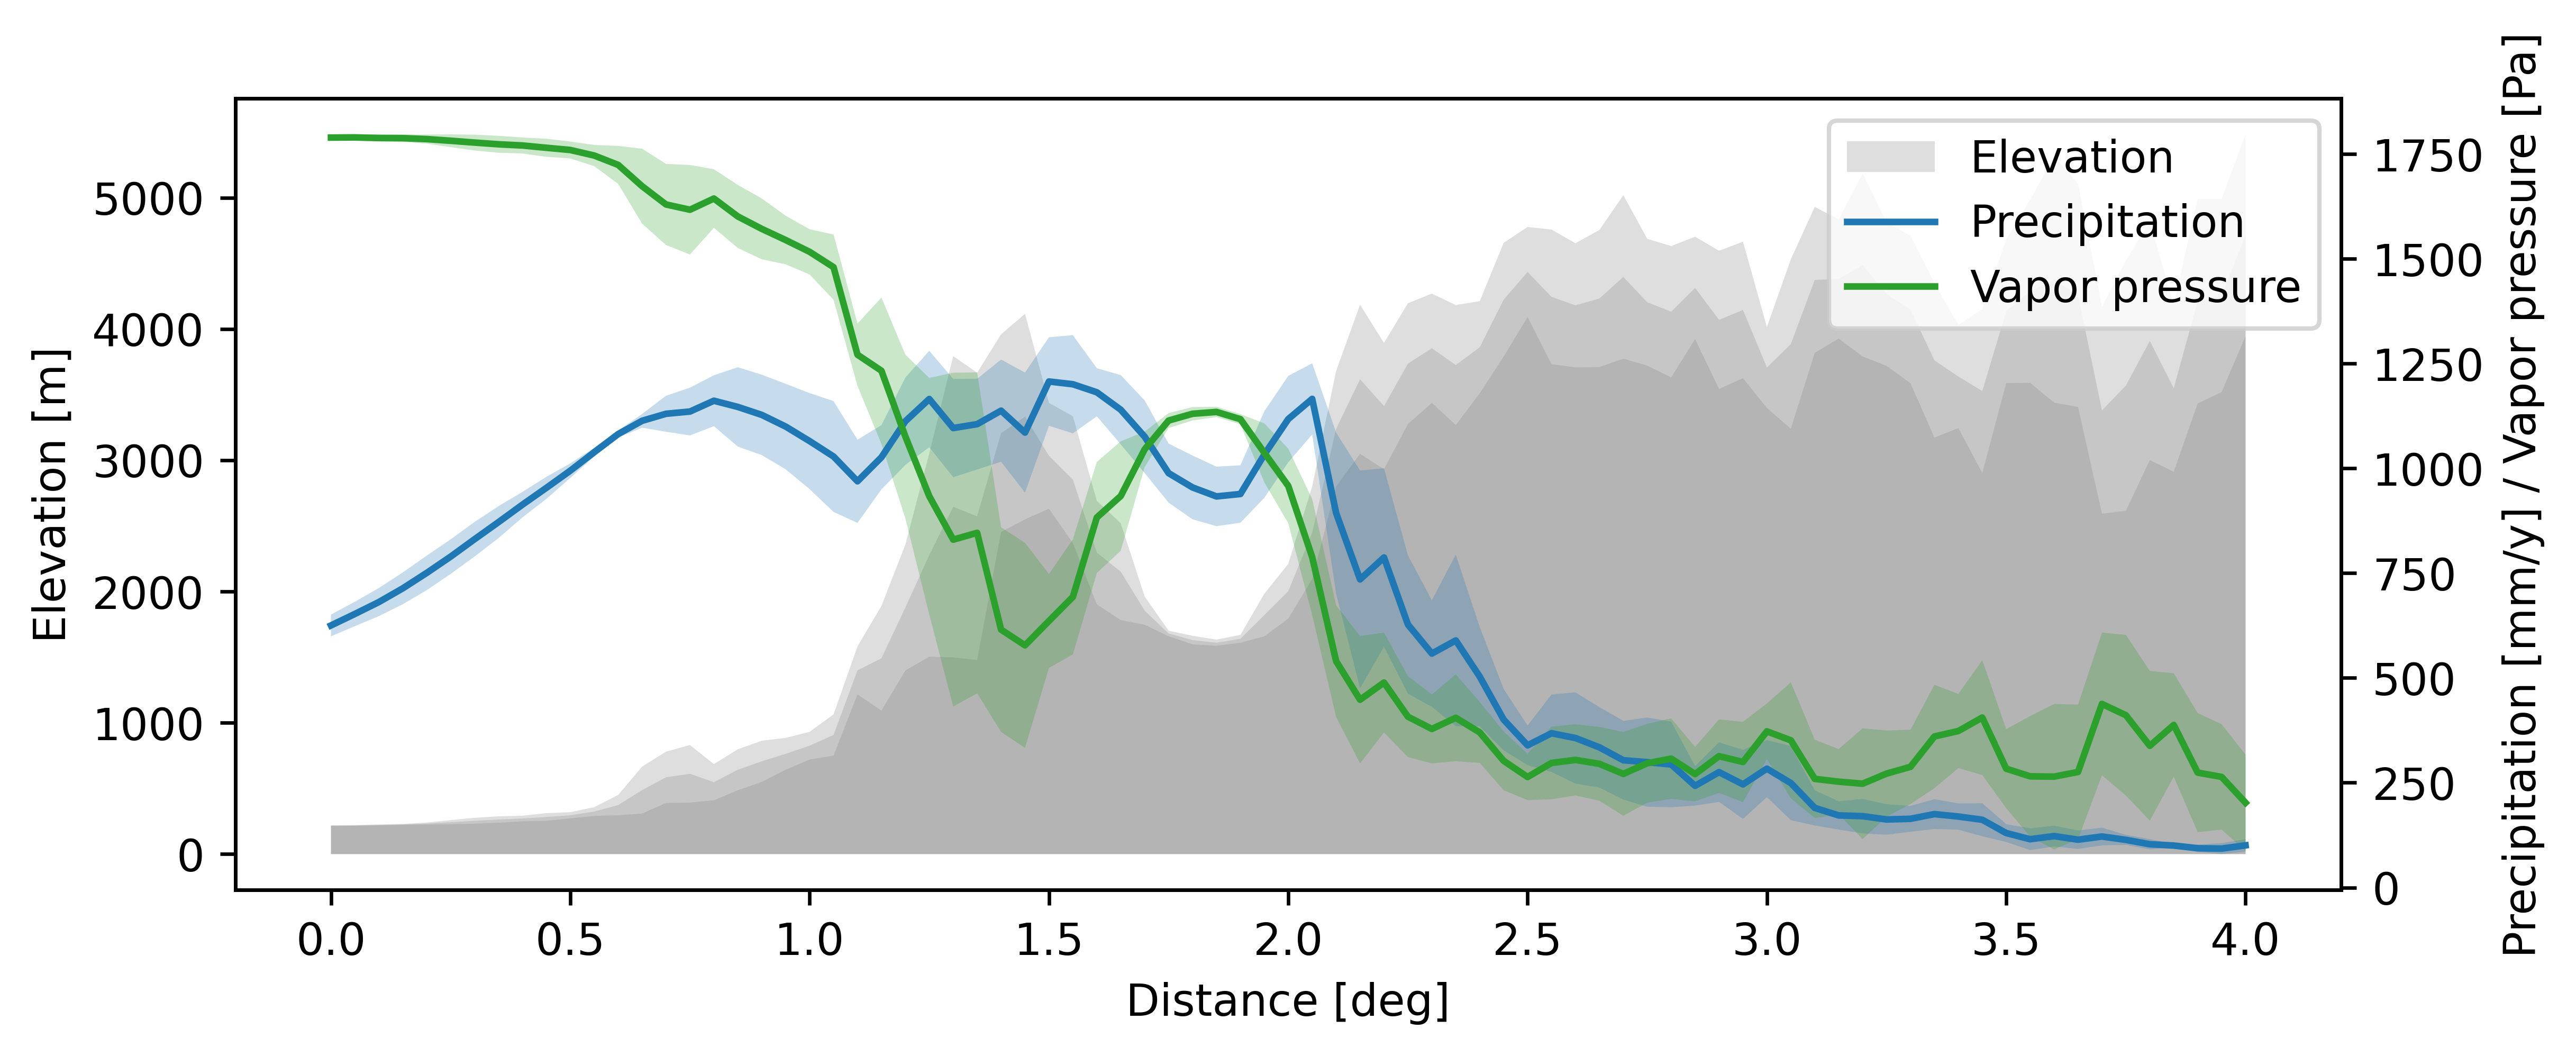 Elevation [m]
5000
4000
3000
2000
1000
0
0.0 0.5 1.0 1.5 2.0 2.5 3.0 3.5 4.0
Distance [deg]
Elevation
Precipitation
Vapor pressure
1750
1500
1250
1000
750
500
250
0
Precipitation [mm/y] / Vapor pressure [Pa]